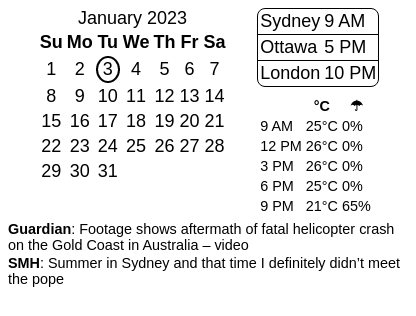 January 2023
Su Mo Tu We Th Fr Sa
1 2 3 4 5 6 7
8 9 10 11 12 13 14
15 16 17 18 19 20 21
22 23 24 25 26 27 28
29 30 31
Sydney 9 AM
Ottawa 5 PM
London 10 PM
°C ☂
9 AM 25°C 0%
12 PM 26°C 0%
3 PM 26°C 0%
6 PM 25°C 0%
9 PM 21°C 65%
Guardian: Footage shows aftermath of fatal helicopter crash
on the Gold Coast in Australia – video
SMH: Summer in Sydney and that time I definitely didn’t meet
the pope